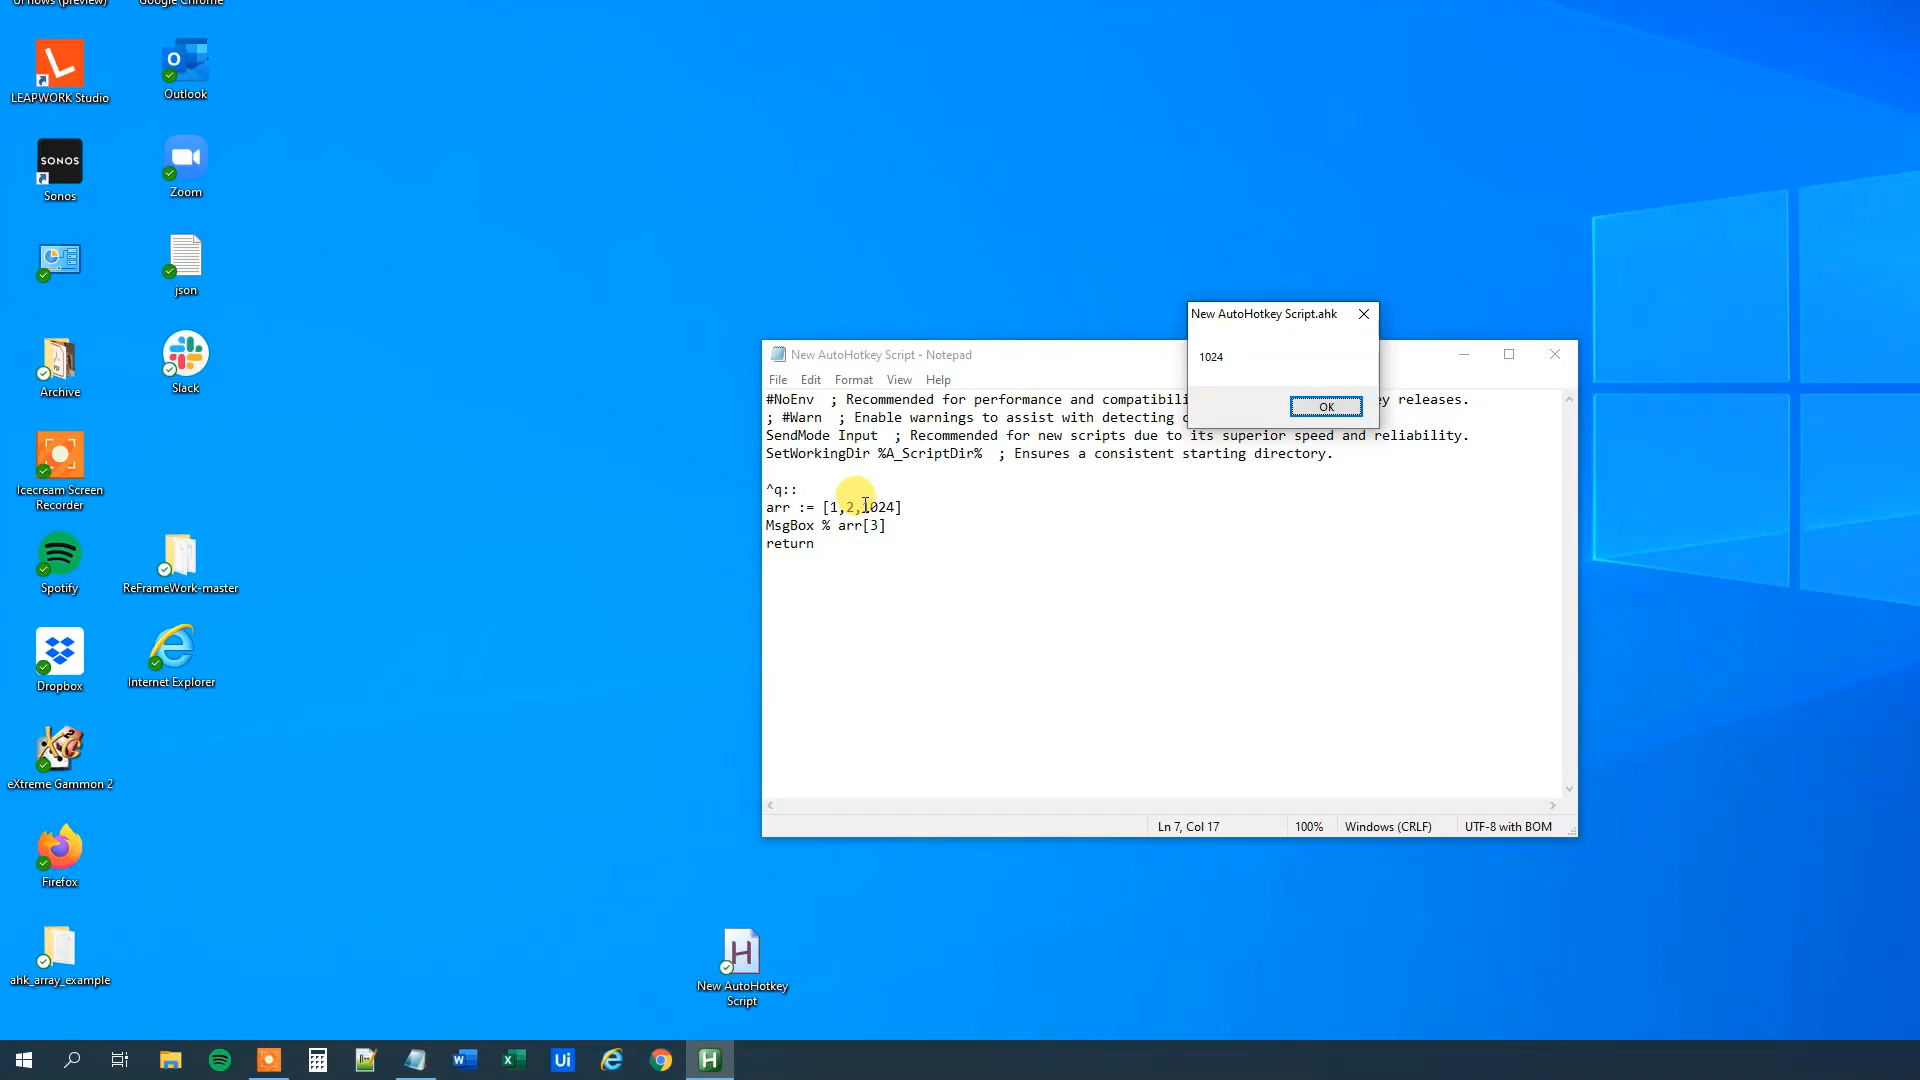 Google Chrome
LEAPWORK Studio
Outlook
SONOS
Sonos
Zoom
json
Archive
Slack
Icecream Screen
Recorder
Spotify
ReFrameWork-master
Dropbox
Internet Explorer
eXtreme Gammon 2
Firefox
ahk_array_example
New AutoHotkey
Script
New AutoHotkey Script.ahk
1024
OK
New AutoHotkey Script - Notepad
File Edit Format View Help
#NoEnv  ; Recommended for performance and compatibili ey releases.
; #Warn  ; Enable warnings to assist with detecting
SendMode Input  ; Recommended for new scripts due to its superior speed and reliability.
SetWorkingDir %A_ScriptDir%  ; Ensures a consistent starting directory.
^q::
arr := [1,2,1024]
MsgBox % arr[3]
return
Ln 7, Col 17 100% Windows (CRLF) UTF-8 with BOM
Ui
H